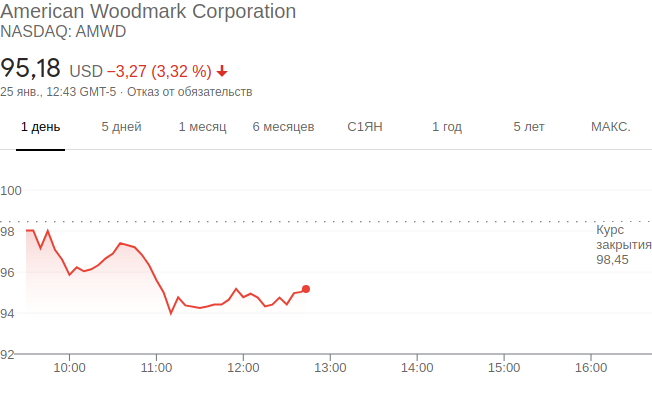 American Woodmark Corporation
NASDAQ: AMWD
95,18 USD −3,27 (3,32 %)
25 янв., 12:43 GMT-5 · Отказ от обязательств
1 день 5 дней 1 месяц 6 месяцев С1ЯН 1 год 5 лет МАКС.
100
98
96
94
92
Курс
закрытия
98,45
10:00 11:00 12:00 13:00 14:00 15:00 16:00